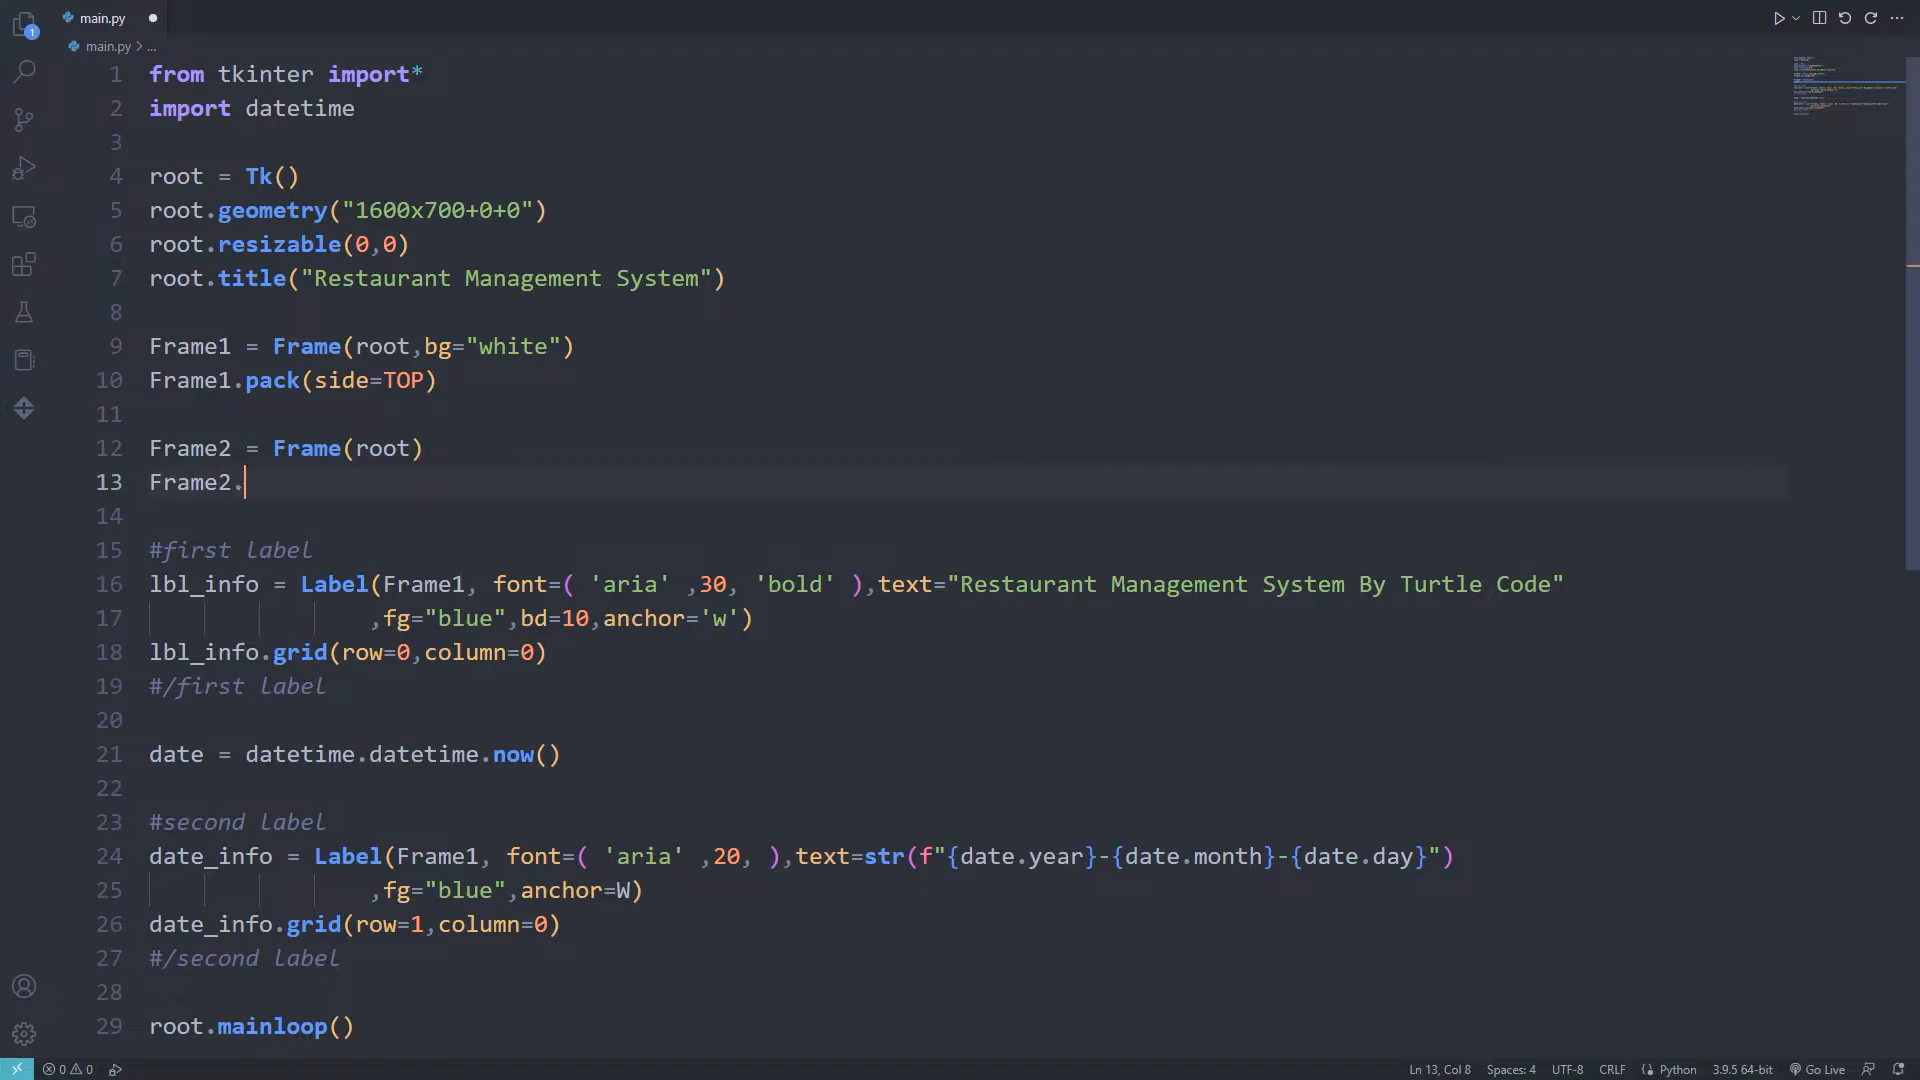 main.py
main.py > ...
1 from tkinter import*
2 import datetime
3
4 root = Tk()
5 root.geometry("1600x700+0+0")
6 root.resizable(0,0)
7 root.title("Restaurant Management System")
8
9 Frame1 = Frame(root,bg="white")
10 Frame1.pack(side=TOP)
11
12 Frame2 = Frame(root)
13 Frame2.
14
15 #first label
16 lbl_info = Label(Frame1, font=( 'aria' ,30, 'bold' ),text="Restaurant Management System By Turtle Code"
17 ,fg="blue",bd=10,anchor='w')
18 lbl_info.grid(row=0,column=0)
19 #/first label
20
21 date = datetime.datetime.now()
22
23 #second label
24 date_info = Label(Frame1, font=( 'aria' ,20, ),text=str(f"{date.year}-{date.month}-{date.day}")
25 ,fg="blue",anchor=W)
26 date_info.grid(row=1,column=0)
27 #/second label
28
29 root.mainloop()
1
0 0 Ln 13, Col 8 Spaces: 4 UTF-8 CRLF Python 3.9.5 64-bit Go Live